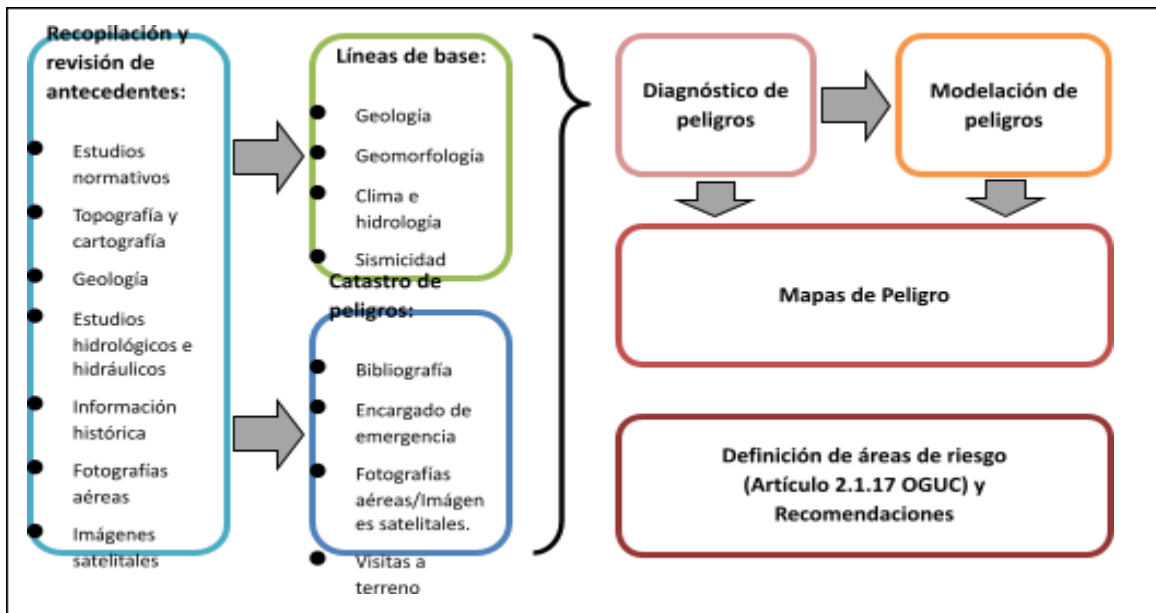 Recopilación y
revisión de
antecedentes:
Estudios
normativos
Topografía y
cartografía
Geología
Estudios
hidrológicos e
hidráulicos
Información
histórica
Fotografías
aéreas
Imágenes
satelitales
Líneas de base:
Geología
Geomorfología
Clima e
hidrología
Sismicidad
Catastro de
peligros:
Bibliografía
Encargado de
emergencia
Fotografías
aéreas/Imágen
es satelitales.
Visitas a
terreno
Diagnóstico de
peligros
Modelación de
peligros
Mapas de Peligro
Definición de áreas de riesgo
(Artículo 2.1.17 OGUC) y
Recomendaciones